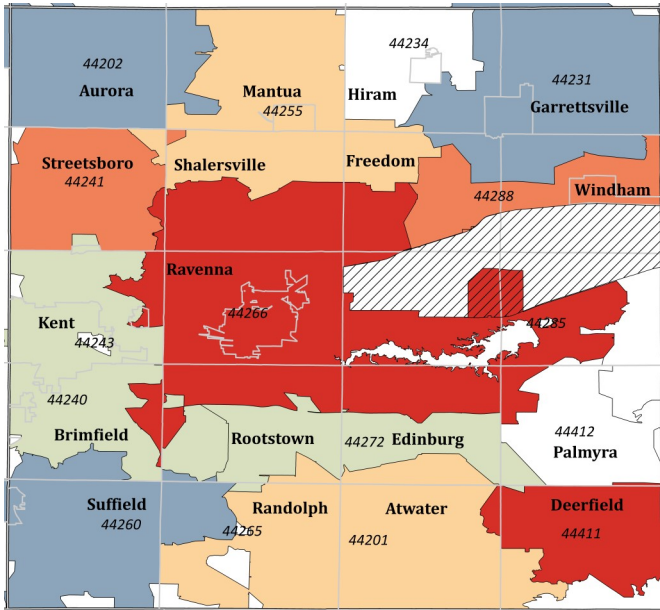 44234
44202
44231
Aurora
Mantua
Hiram
Garrettsville
44255
Streetsboro
Shalersville
Freedom
44241
44288
Windham
Ravenna
44266
Kent
44285
44243
44240
Brimfield
Rootstown
44272
Edinburg
44412
Palmyra
Suffield
Randolph
Atwater
Deerfield
44260
44265
44201
44411